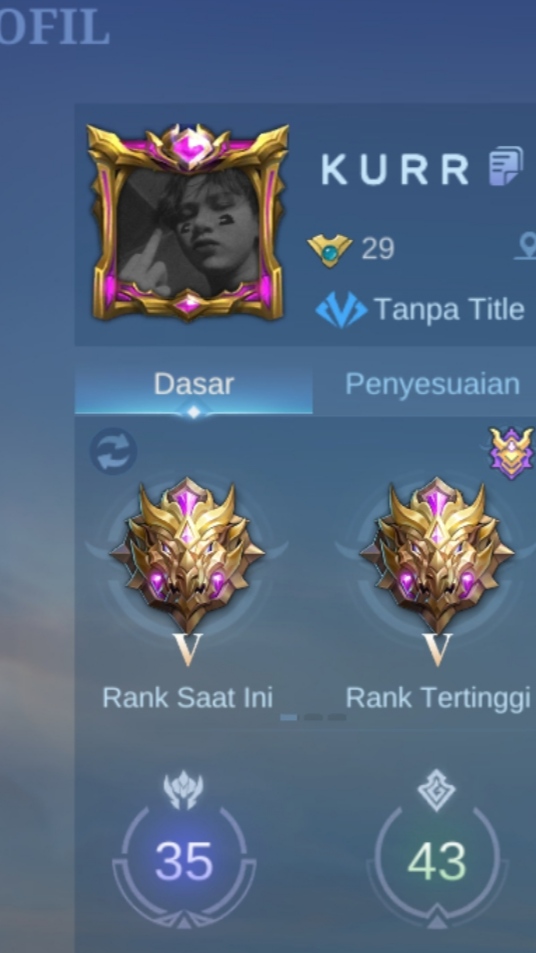 OFIL
KURR
29
Tanpa Title
Dasar Penyesuaian
V V
Rank Saat Ini Rank Tertinggi
35 43